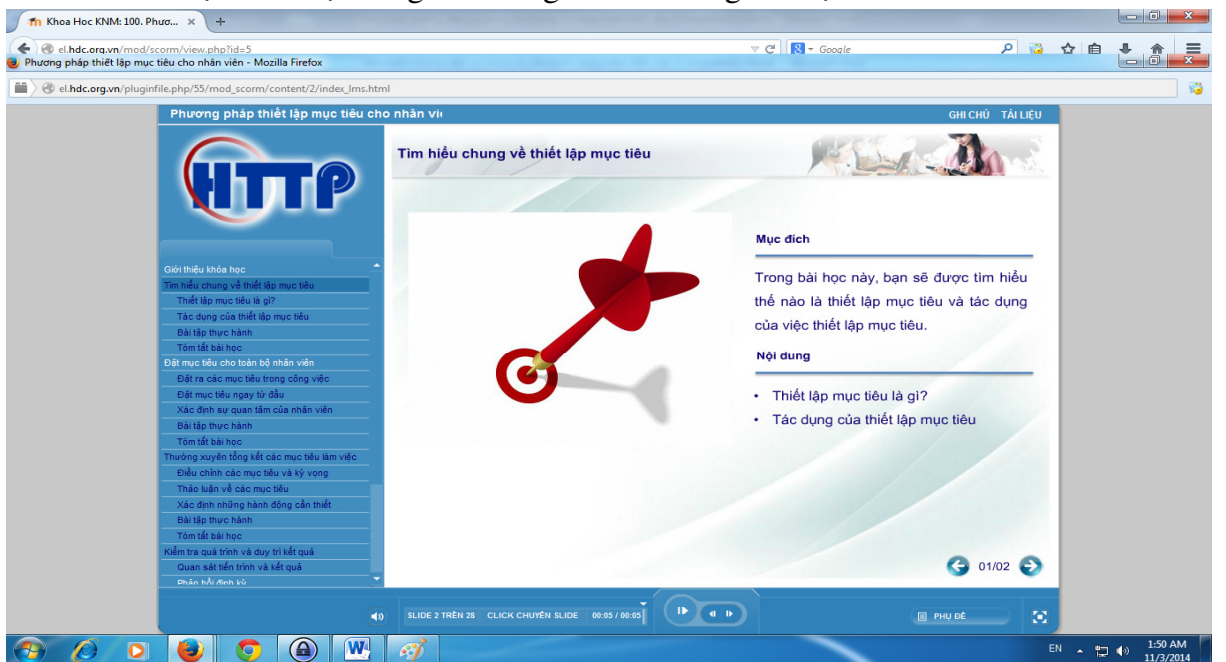 Khoa Hoc KNM: 100. Phươ...
el.hdc.org.vn/mod/scorm/view.php?id=5
Google
Phương pháp thiết lập mục tiêu cho nhân viên - Mozilla Firefox
el.hdc.org.vn/pluginfile.php/55/mod_scorm/content/2/index_lms.html
Phương pháp thiết lập mục tiêu cho nhân vi
GHI CHÚ TÀI LIỆU
HTTP
Giới thiệu khóa học
Tìm hiểu chung về thiết lập mục tiêu
Thiết lập mục tiêu là gì?
Tác dụng của thiết lập mục tiêu
Bài tập thực hành
Tóm tắt bài học
Đặt mục tiêu cho toàn bộ nhân viên
Đặt ra các mục tiêu trong công việc
Đặt mục tiêu ngay từ đầu
Xác định sự quan tâm của nhân viên
Bài tập thực hành
Tóm tắt bài học
Thường xuyên tổng kết các mục tiêu làm việc
Điều chỉnh các mục tiêu và kỳ vọng
Thảo luận về các mục tiêu
Xác định những hành động cần thiết
Bài tập thực hành
Tóm tắt bài học
Kiểm tra quá trình và duy trì kết quả
Quan sát tiến trình và kết quả
Phản hồi định kỳ
Tìm hiểu chung về thiết lập mục tiêu
Mục đích
Trong bài học này, bạn sẽ được tìm hiểu
thế nào là thiết lập mục tiêu và tác dụng
của việc thiết lập mục tiêu.
Nội dung
• Thiết lập mục tiêu là gì?
• Tác dụng của thiết lập mục tiêu
01/02
SLIDE 2 TRÊN 28 CLICK CHUYỂN SLIDE 00:05 / 00:05
PHỤ ĐỀ
EN
1:50 AM
11/3/2014